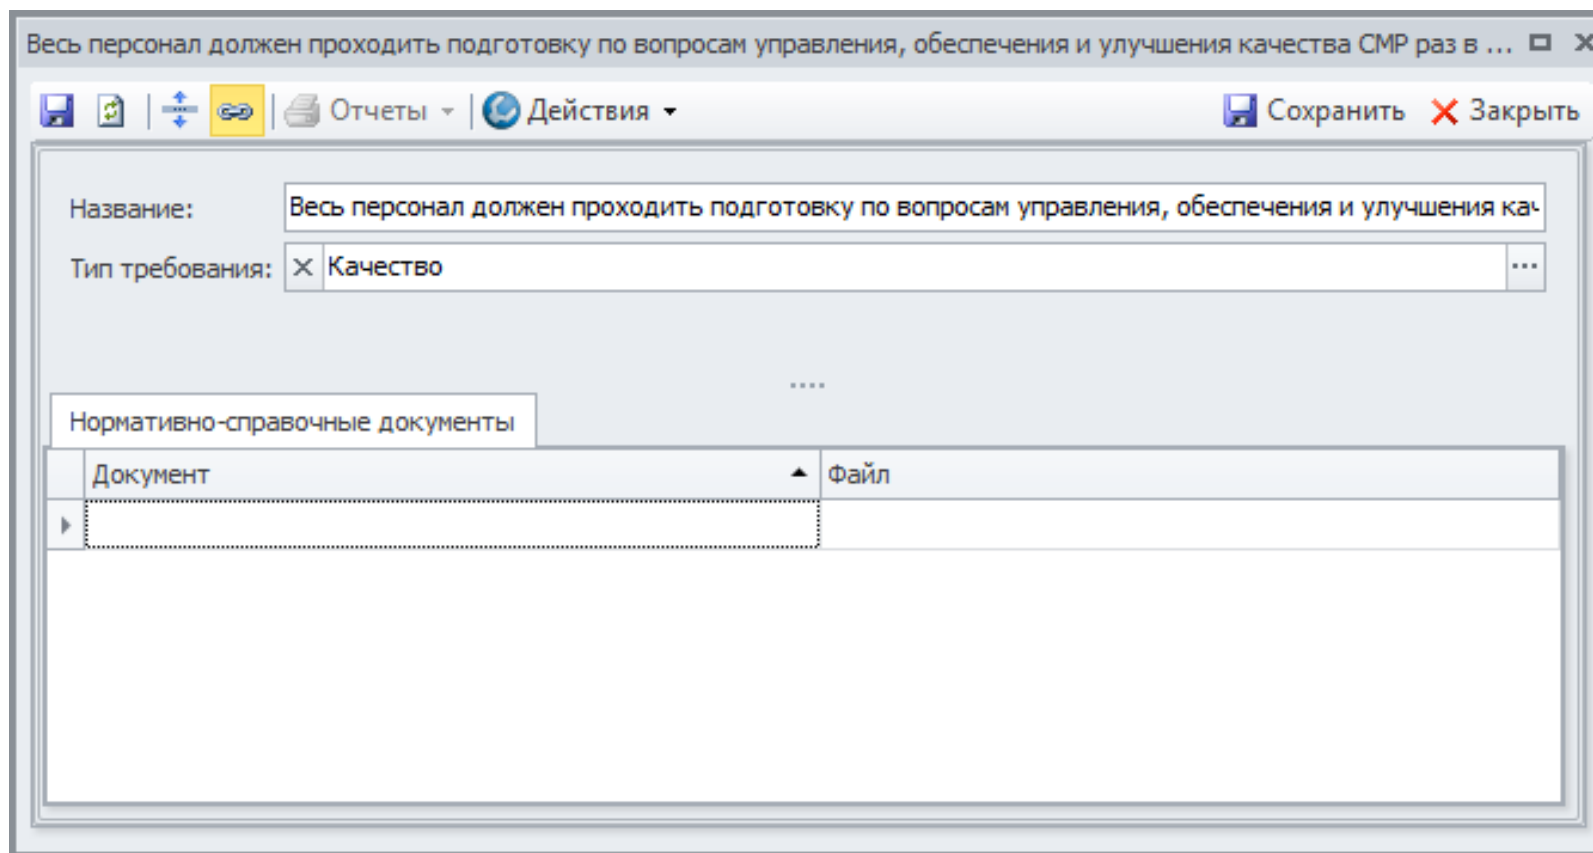 Весь персонал должен проходить подготовку по вопросам управления, обеспечения и улучшения качества СМР раз в ...
Отчеты Действия Сохранить Закрыть
Название: Весь персонал должен проходить подготовку по вопросам управления, обеспечения и улучшения кач
Тип требования: Качество ...
Нормативно-справочные документы
Документ Файл